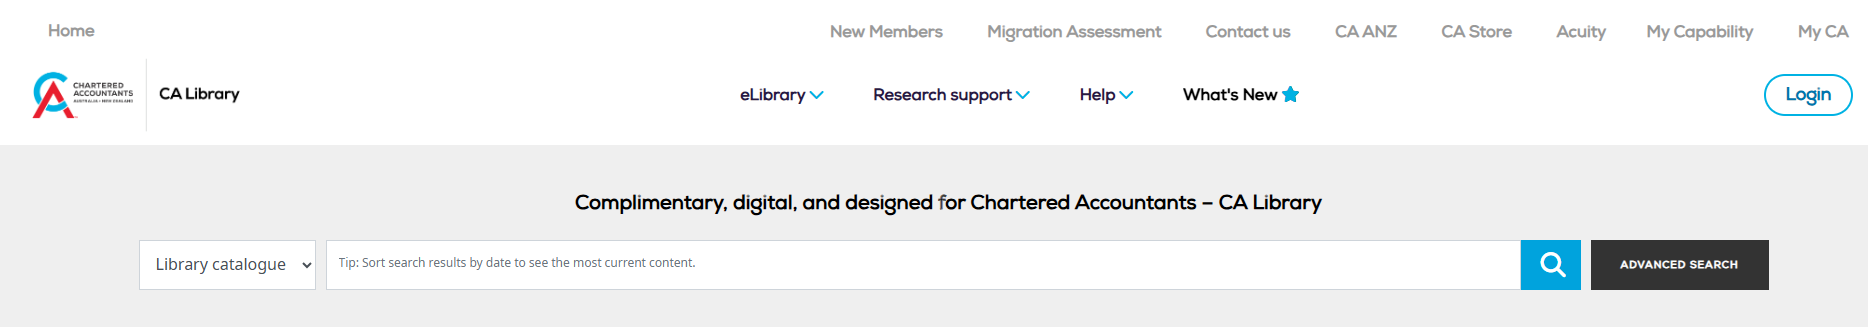 Home New Members Migration Assessment Contact us CA ANZ CA Store Acuity My Capability My CA
CHARTERED
ACCOUNTANTS
AUSTRALIA + NEW ZEALAND
CA Library eLibrary Research support Help What's New Login
Complimentary, digital, and designed for Chartered Accountants – CA Library
Library catalogue Tip: Sort search results by date to see the most current content. ADVANCED SEARCH